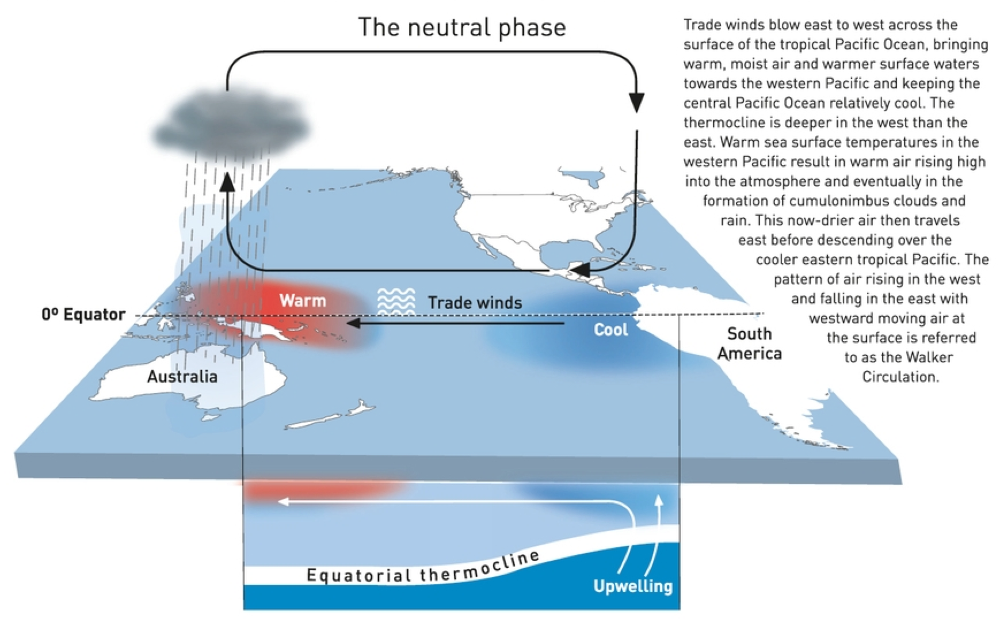 The neutral phase
Trade winds blow east to west across the
surface of the tropical Pacific Ocean, bringing
warm, moist air and warmer surface waters
towards the western Pacific and keeping the
central Pacific Ocean relatively cool. The
thermocline is deeper in the west than the
east. Warm sea surface temperatures in the
western Pacific result in warm air rising high
into the atmosphere and eventually in the
formation of cumulonimbus clouds and
rain. This now-drier air then travels
east before descending over the
cooler eastern tropical Pacific. The
pattern of air rising in the west
and falling in the east with
westward moving air at
the surface is referred
to as the Walker
Circulation.
Warm
Trade winds
0º Equator
Cool
South
America
Australia
Equatorial thermocline
Upwelling